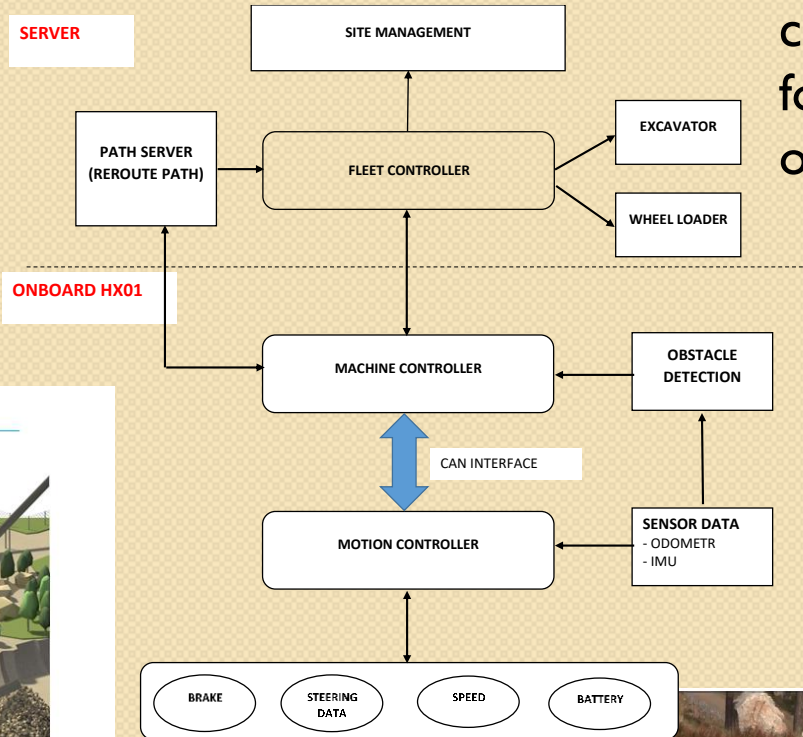 SERVER
SITE MANAGEMENT
c
fo
o
PATH SERVER
(REROUTE PATH)
FLEET CONTROLLER
EXCAVATOR
WHEEL LOADER
ONBOARD HX01
MACHINE CONTROLLER
OBSTACLE
DETECTION
CAN INTERFACE
MOTION CONTROLLER
SENSOR DATA
- ODOMETR
- IMU
BRAKE
STEERING
DATA
SPEED
BATTERY